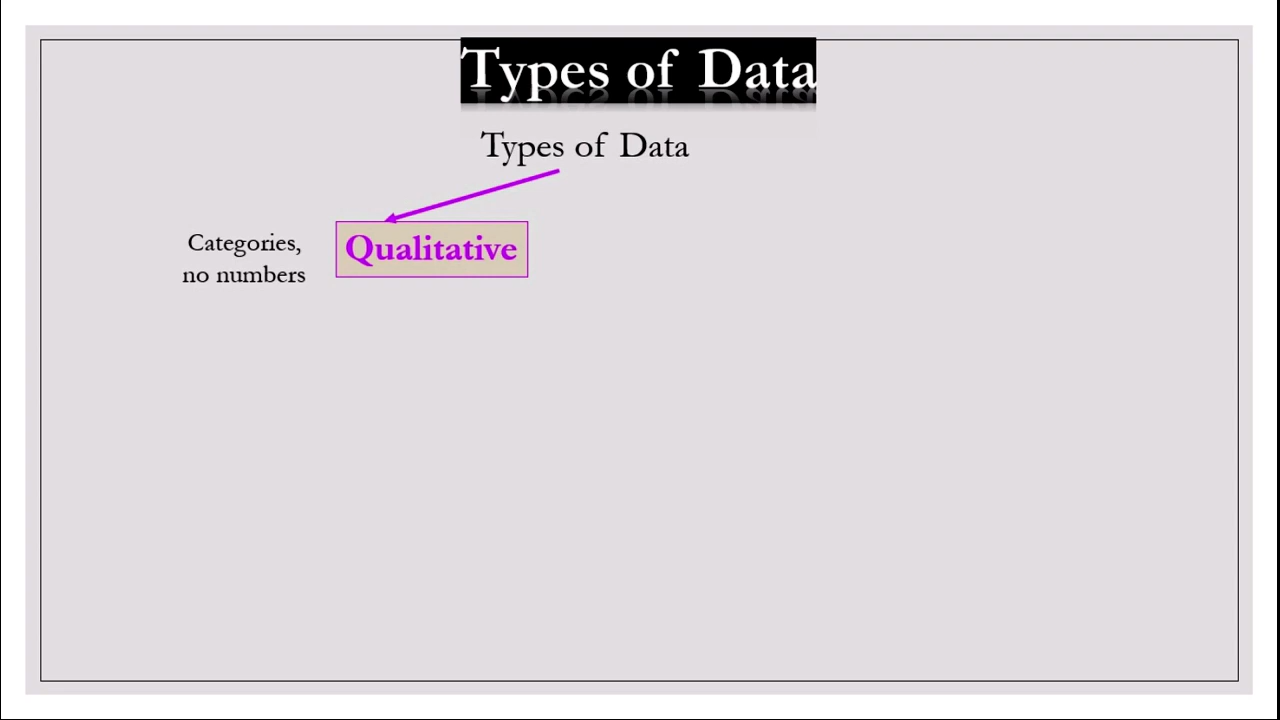 Types of Data
Types of Data
Categories,
no numbers
Qualitative